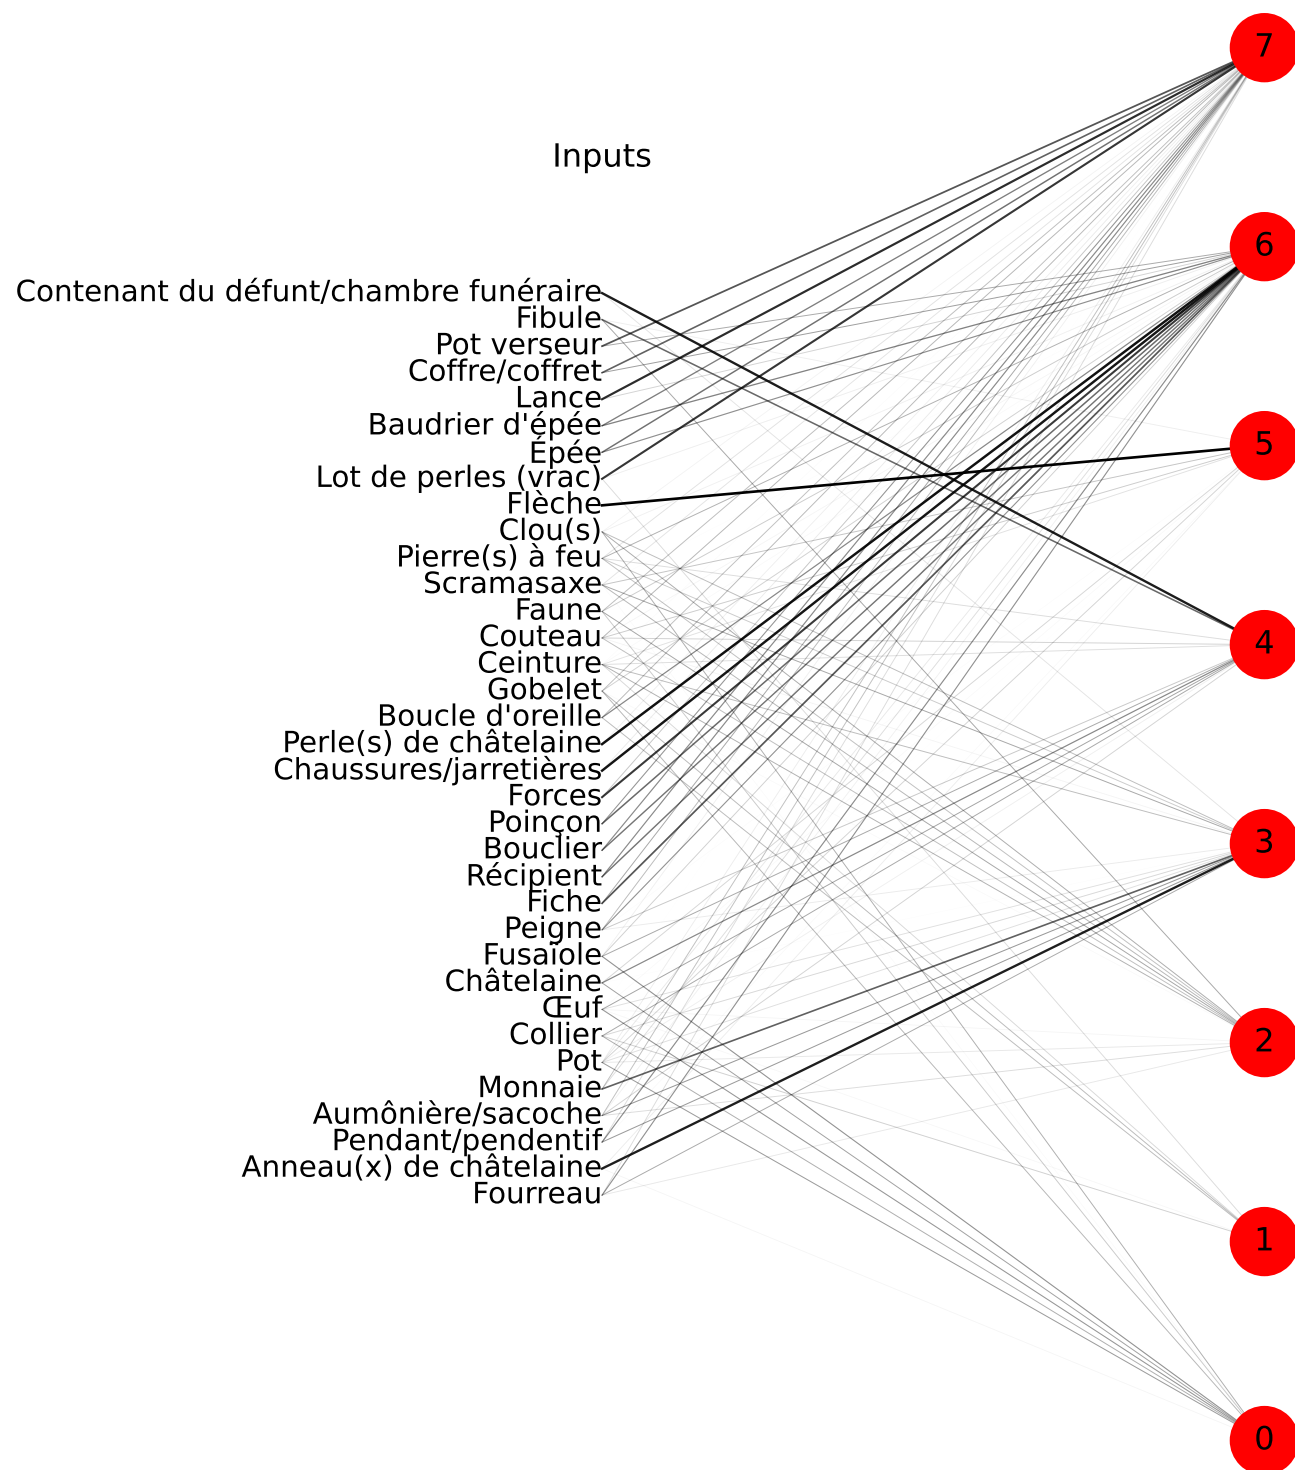 7
Inputs
6
Contenant du défunt/chambre funéraire
Fibule
Pot verseur
Coffre/coffret
Lance
Baudrier d'épée
5
Épée
Lot de perles (vrac)
Flèche
Clou(s)
Pierre(s) à feu
Scramasaxe
Faune
Couteau
4
Ceinture
Gobelet
Boucle d'oreille
Perle(s) de châtelaine
Chaussures/jarretières
Forces
Poinçon
3
Bouclier
Récipient
Fiche
Peigne
Fusaïole
Châtelaine
Œuf
Collier
2
Pot
Monnaie
Aumônière/sacoche
Pendant/pendentif
Anneau(x) de châtelaine
Fourreau
1
0